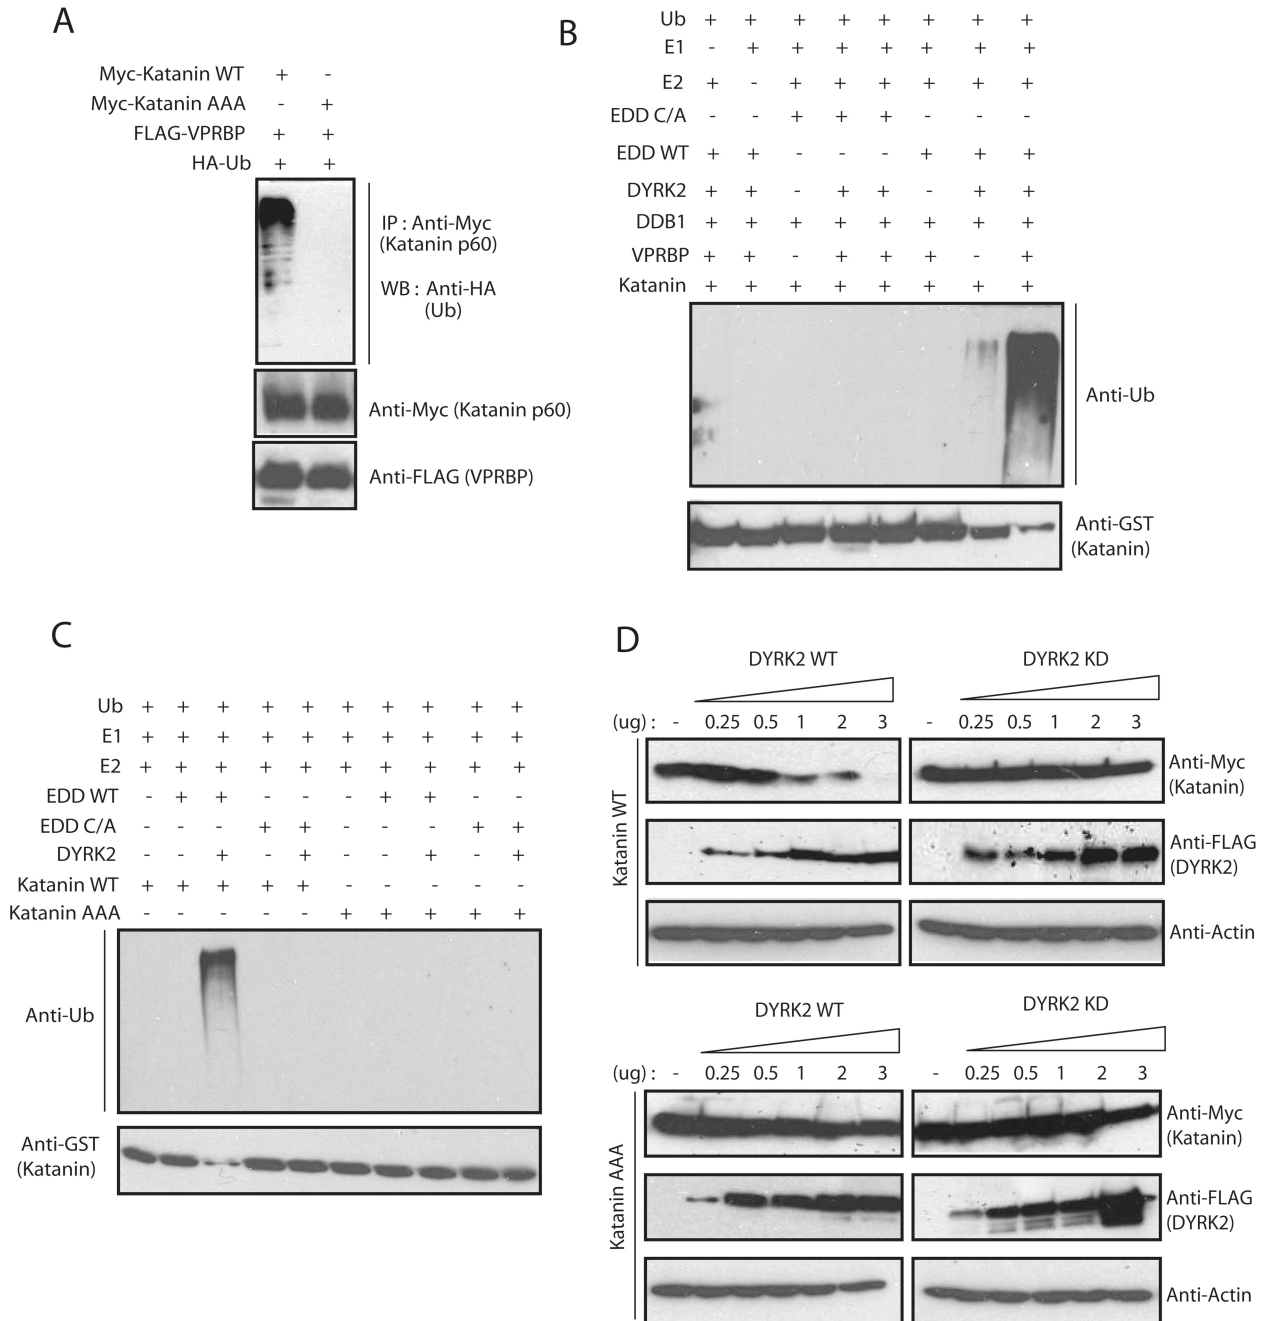 A
Myc-Katanin WT + -
Myc-Katanin AAA - +
FLAG-VPRBP + +
HA-Ub + +
IP : Anti-Myc
(Katanin p60)
WB : Anti-HA
(Ub)
Anti-Myc (Katanin p60)
Anti-FLAG (VPRBP)
B
Ub + + + + + + + +
E1 - + + + + + + +
E2 + - + + + + + +
EDD C/A - - + + + - - -
EDD WT + + - - - + + +
DYRK2 + + - + + - + +
DDB1 + + + + + + + +
VPRBP + + - + + + - +
Katanin + + + + + + + +
Anti-Ub
Anti-GST
(Katanin)
C
Ub + + + + + + + + + +
E1 + + + + + + + + + +
E2 + + + + + + + + + +
EDD WT - + + - - - + + - -
EDD C/A - - - + + - - - + +
DYRK2 - - + - + - - + - +
Katanin WT + + + + + - - - - -
Katanin AAA - - - - - + + + + +
Anti-Ub
Anti-GST
(Katanin)
D
DYRK2 WT DYRK2 KD
(ug) : - 0.25 0.5 1 2 3 - 0.25 0.5 1 2 3
Katanin WT
Anti-Myc
(Katanin)
Anti-FLAG
(DYRK2)
Anti-Actin
DYRK2 WT DYRK2 KD
(ug) : - 0.25 0.5 1 2 3 - 0.25 0.5 1 2 3
Katanin AAA
Anti-Myc
(Katanin)
Anti-FLAG
(DYRK2)
Anti-Actin